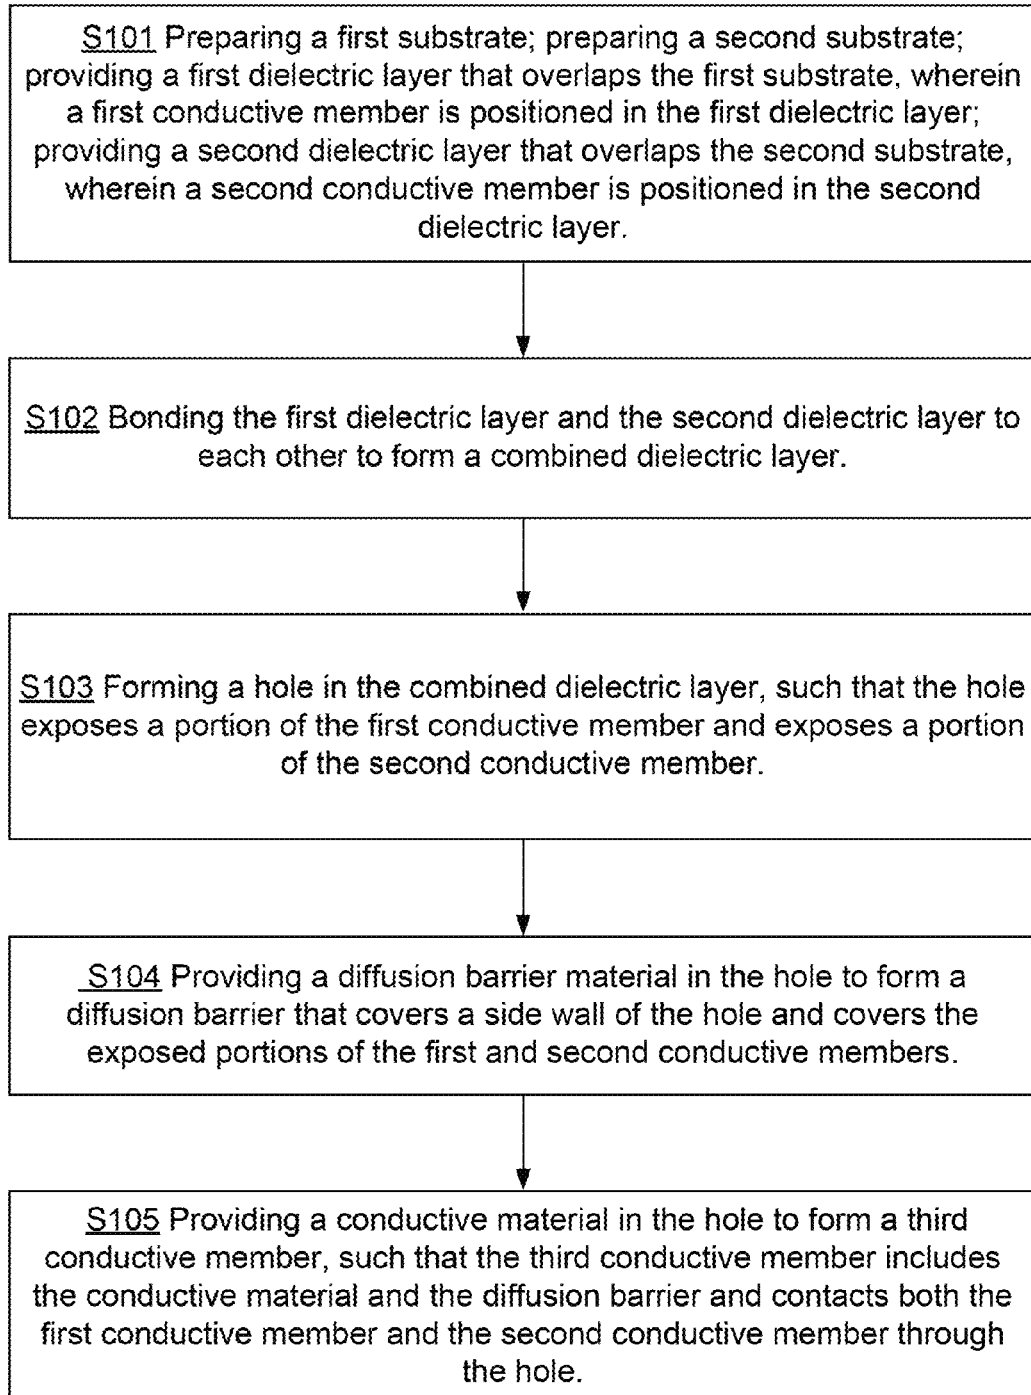 S101 Preparing a first substrate; preparing a second substrate;
providing a first dielectric layer that overlaps the first substrate, wherein
a first conductive member is positioned in the first dielectric layer;
providing a second dielectric layer that overlaps the second substrate,
wherein a second conductive member is positioned in the second
dielectric layer.
S102 Bonding the first dielectric layer and the second dielectric layer to
each other to form a combined dielectric layer.
S103 Forming a hole in the combined dielectric layer, such that the hole
exposes a portion of the first conductive member and exposes a portion
of the second conductive member.
S104 Providing a diffusion barrier material in the hole to form a
diffusion barrier that covers a side wall of the hole and covers the
exposed portions of the first and second conductive members.
S105 Providing a conductive material in the hole to form a third
conductive member, such that the third conductive member includes
the conductive material and the diffusion barrier and contacts both the
first conductive member and the second conductive member through
the hole.